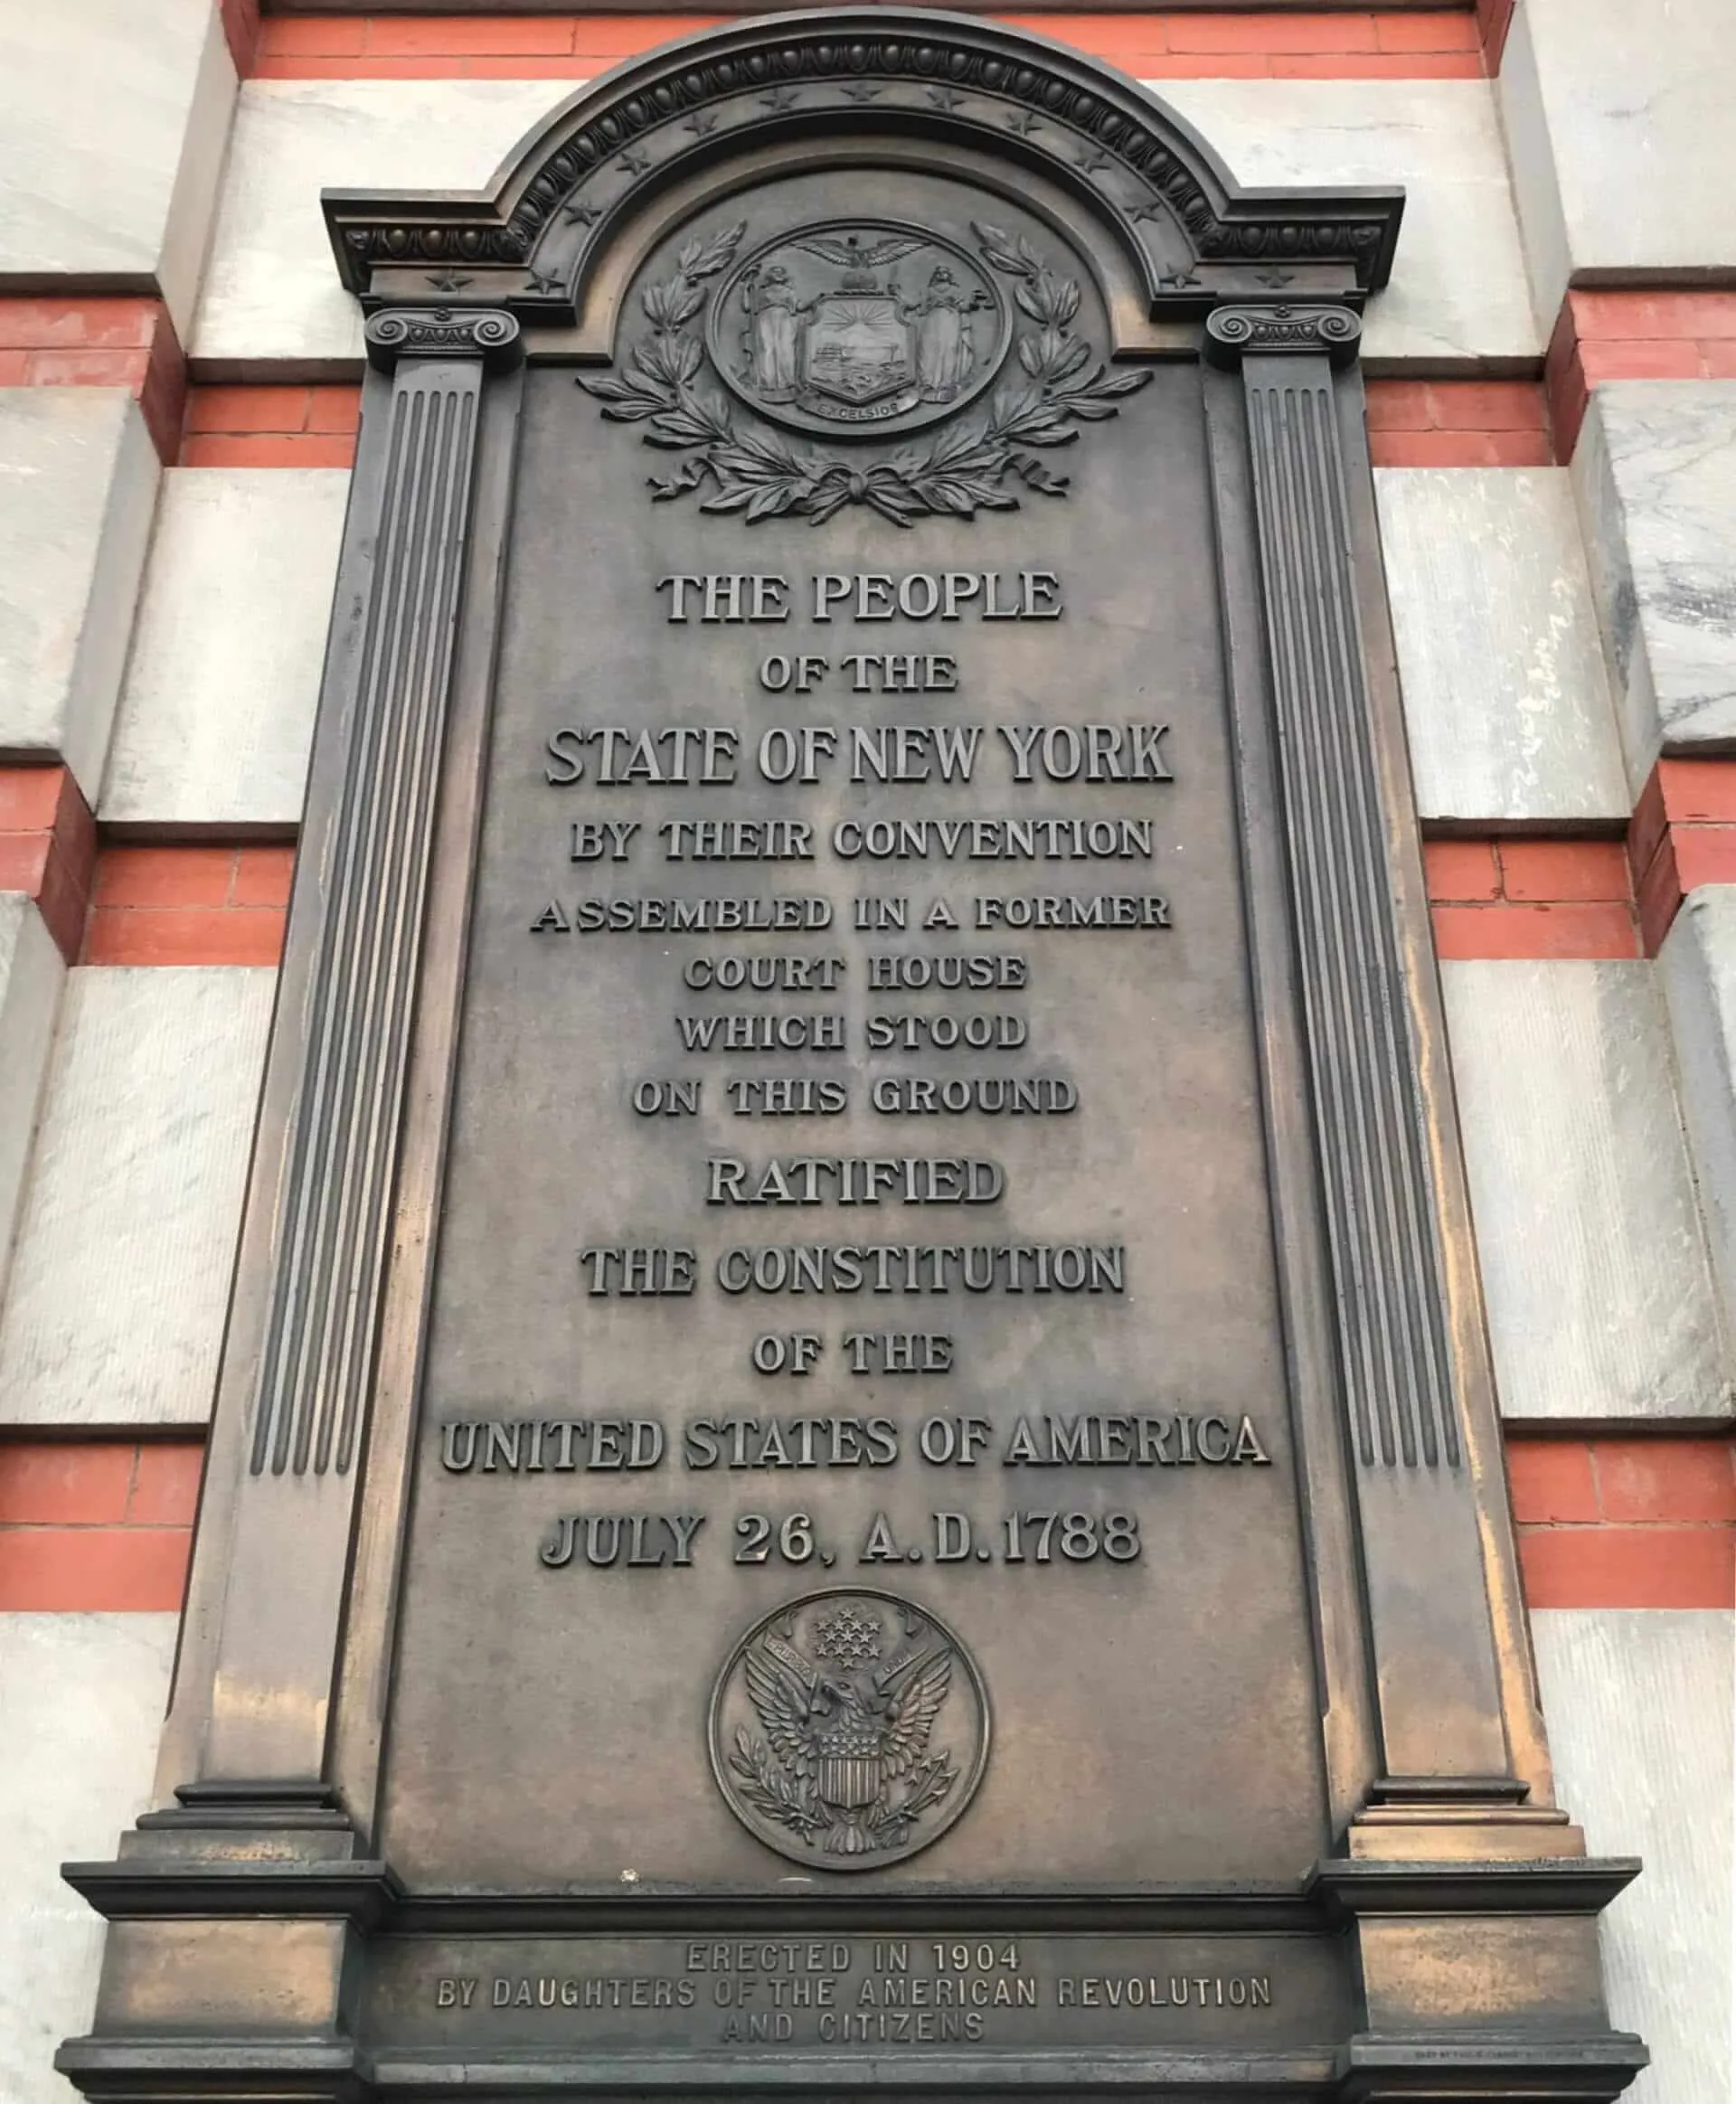 EXCELSIOR
THE PEOPLE
OF THE
STATE OF NEW YORK
BY THEIR CONVENTION
ASSEMBLED IN A FORMER
COURT HOUSE
WHICH STOOD
ON THIS GROUND
RATIFIED
THE CONSTITUTION
OF THE
UNITED STATES OF AMERICA
JULY 26, A.D. 1788
ERECTED IN 1904
BY DAUGHTERS OF THE AMERICAN REVOLUTION
AND CITIZENS